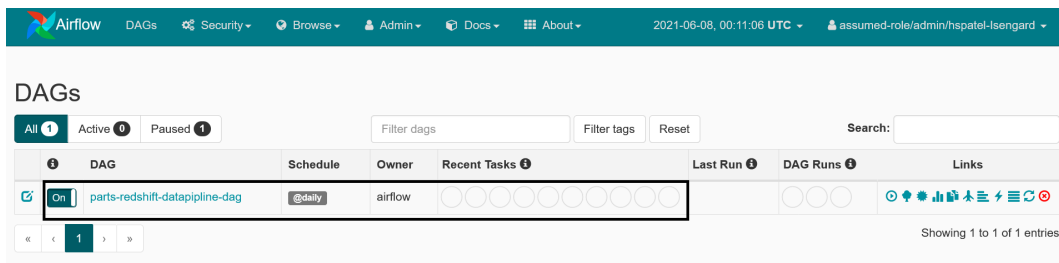 Airflow DAGs Security Browse Admin Docs About 2021-06-08, 00:11:06 UTC assumed-role/admin/hspatel-Isengard
DAGs
All 1 Active 0 Paused 1 Filter dags Filter tags Reset Search:
DAG Schedule Owner Recent Tasks Last Run DAG Runs Links
On parts-redshift-datapipline-dag @daily airflow
« ‹ 1 › » Showing 1 to 1 of 1 entries